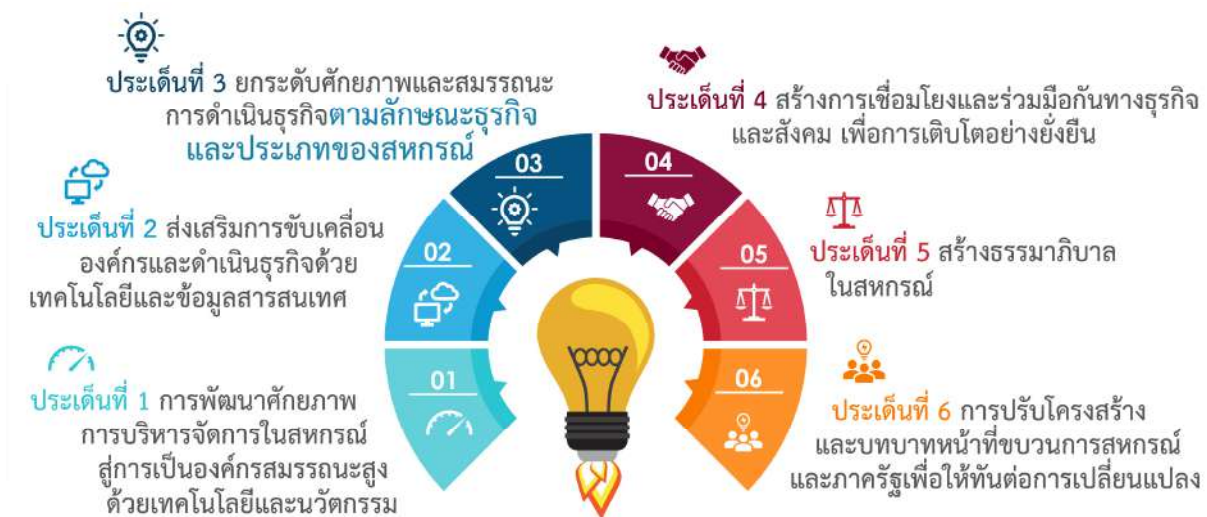 ประเด็นที่ 3 ยกระดับศักยภาพและสมรรถนะ
การดำเนินธุรกิจตามลักษณะธุรกิจ
และประเภทของสหกรณ์
ประเด็นที่ 4 สร้างการเชื่อมโยงและร่วมมือกันทางธุรกิจ
และสังคม เพื่อการเติบโตอย่างยั่งยืน
ประเด็นที่ 2 ส่งเสริมการขับเคลื่อน
องค์กรและดำเนินธุรกิจด้วย
เทคโนโลยีและข้อมูลสารสนเทศ
ประเด็นที่ 5 สร้างธรรมาภิบาล
ในสหกรณ์
ประเด็นที่ 1 การพัฒนาศักยภาพ
การบริหารจัดการในสหกรณ์
สู่การเป็นองค์กรสมรรถนะสูง
ด้วยเทคโนโลยีและนวัตกรรม
ประเด็นที่ 6 การปรับโครงสร้าง
และบทบาทหน้าที่ขบวนการสหกรณ์
และภาครัฐเพื่อให้ทันต่อการเปลี่ยนแปลง
01
02
03
04
05
06